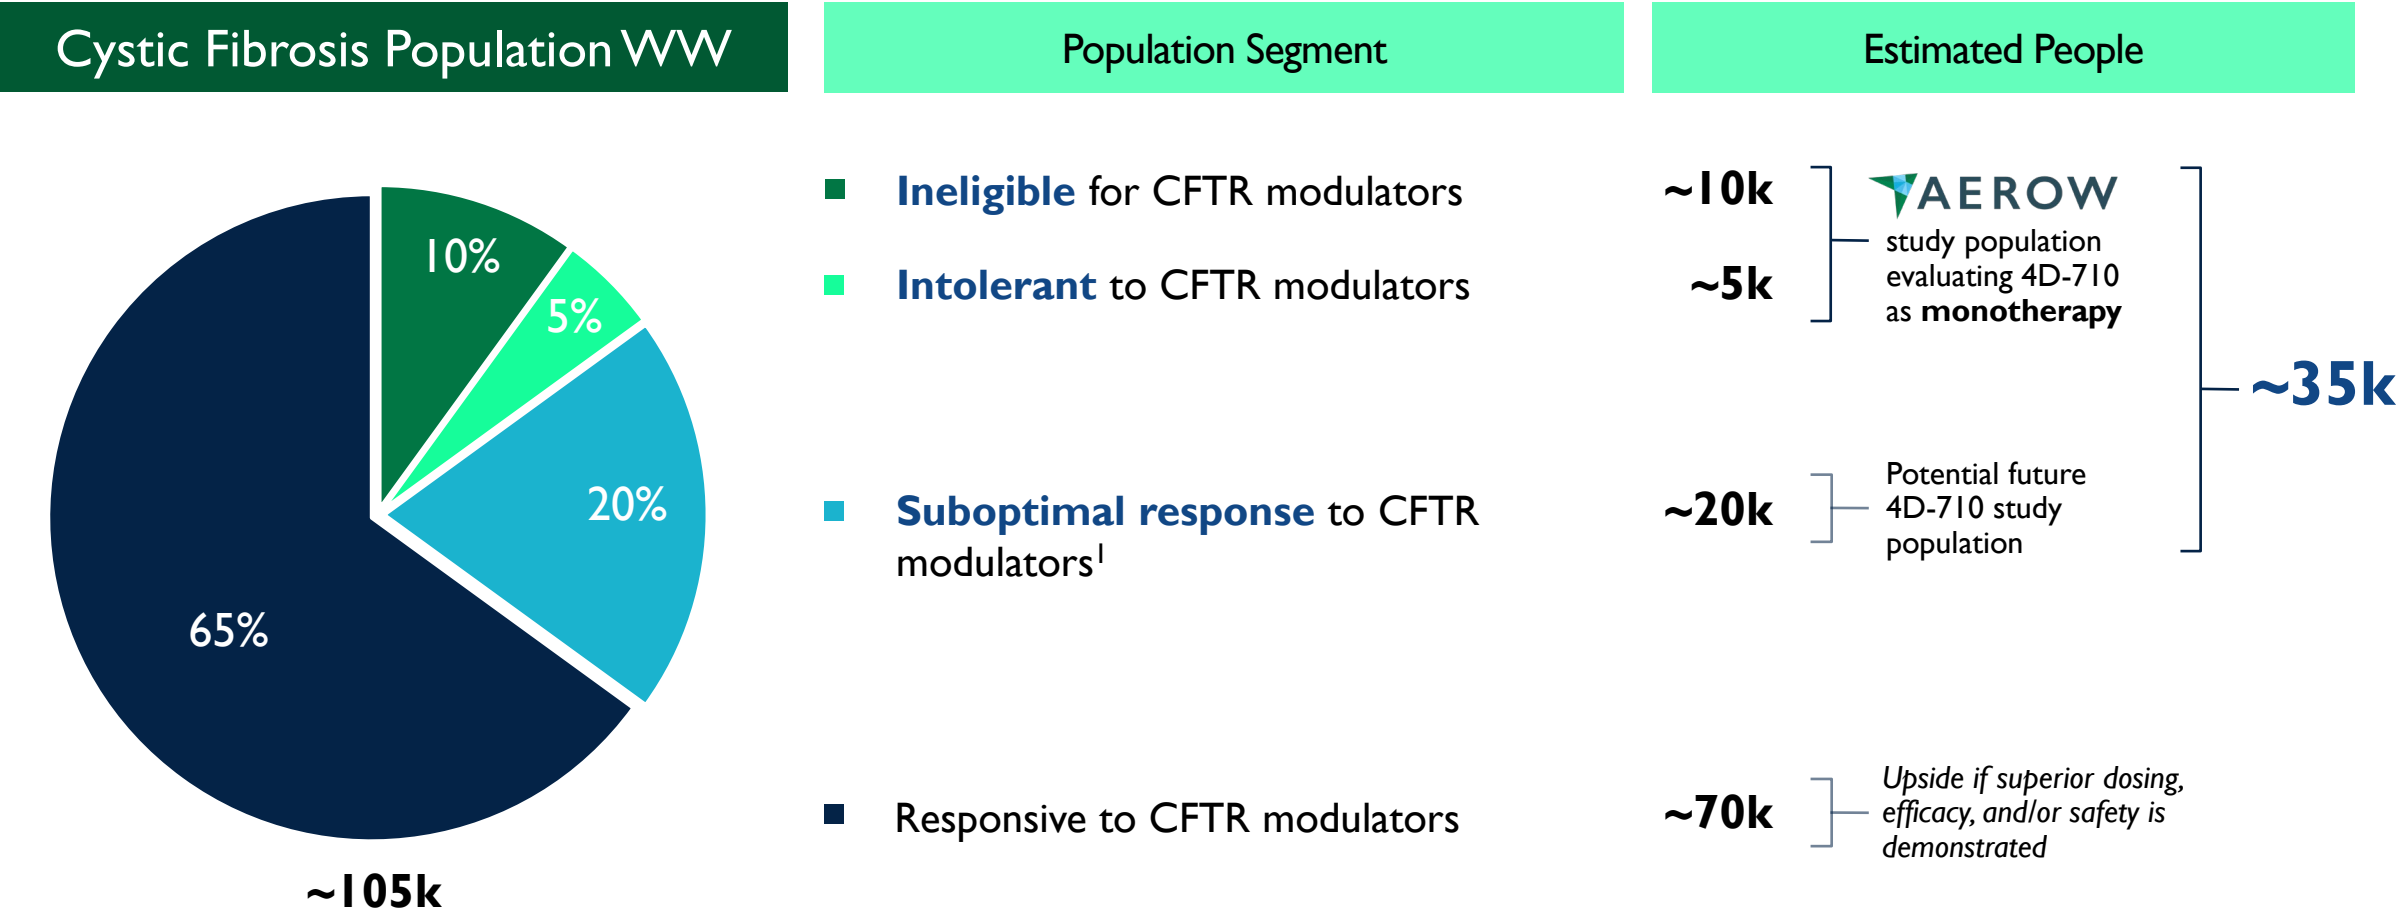 Cystic Fibrosis Population WW
Population Segment
Estimated People
10%
5%
20%
65%
~105k
Ineligible for CFTR modulators
~10k
Intolerant to CFTR modulators
~5k
AEROW
study population
evaluating 4D-710
as monotherapy
~35k
Suboptimal response to CFTR
modulators¹
~20k
Potential future
4D-710 study
population
Responsive to CFTR modulators
~70k
Upside if superior dosing,
efficacy, and/or safety is
demonstrated